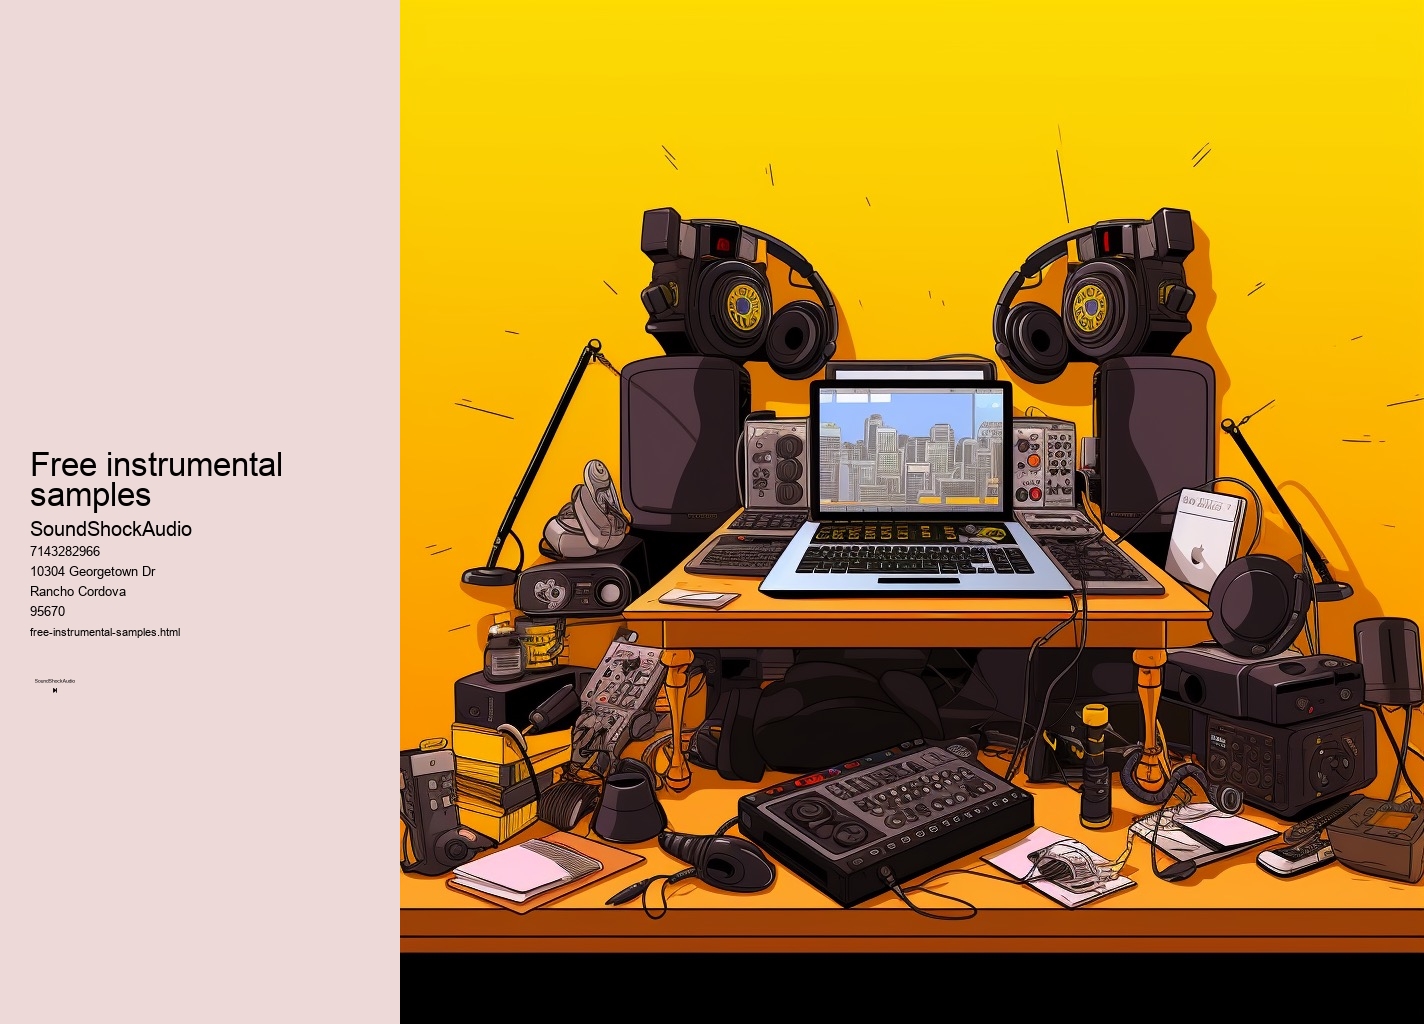 Free instrumental
samples
SoundShockAudio
7143282966
10304 Georgetown Dr
Rancho Cordova
95670
free-instrumental-samples.html
SoundShockAudio